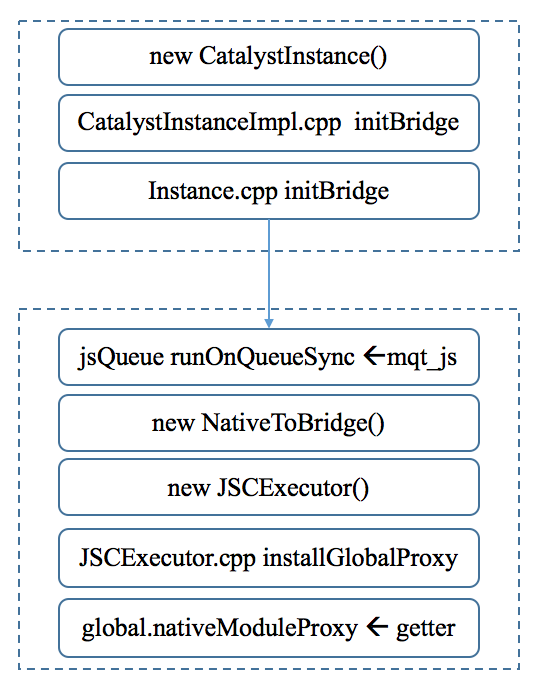 new CatalystInstance()
CatalystInstanceImpl.cpp initBridge
Instance.cpp initBridge
jsQueue runOnQueueSync ←mqt_js
new NativeToBridge()
new JSCExecutor()
JSCExecutor.cpp installGlobalProxy
global.nativeModuleProxy ← getter